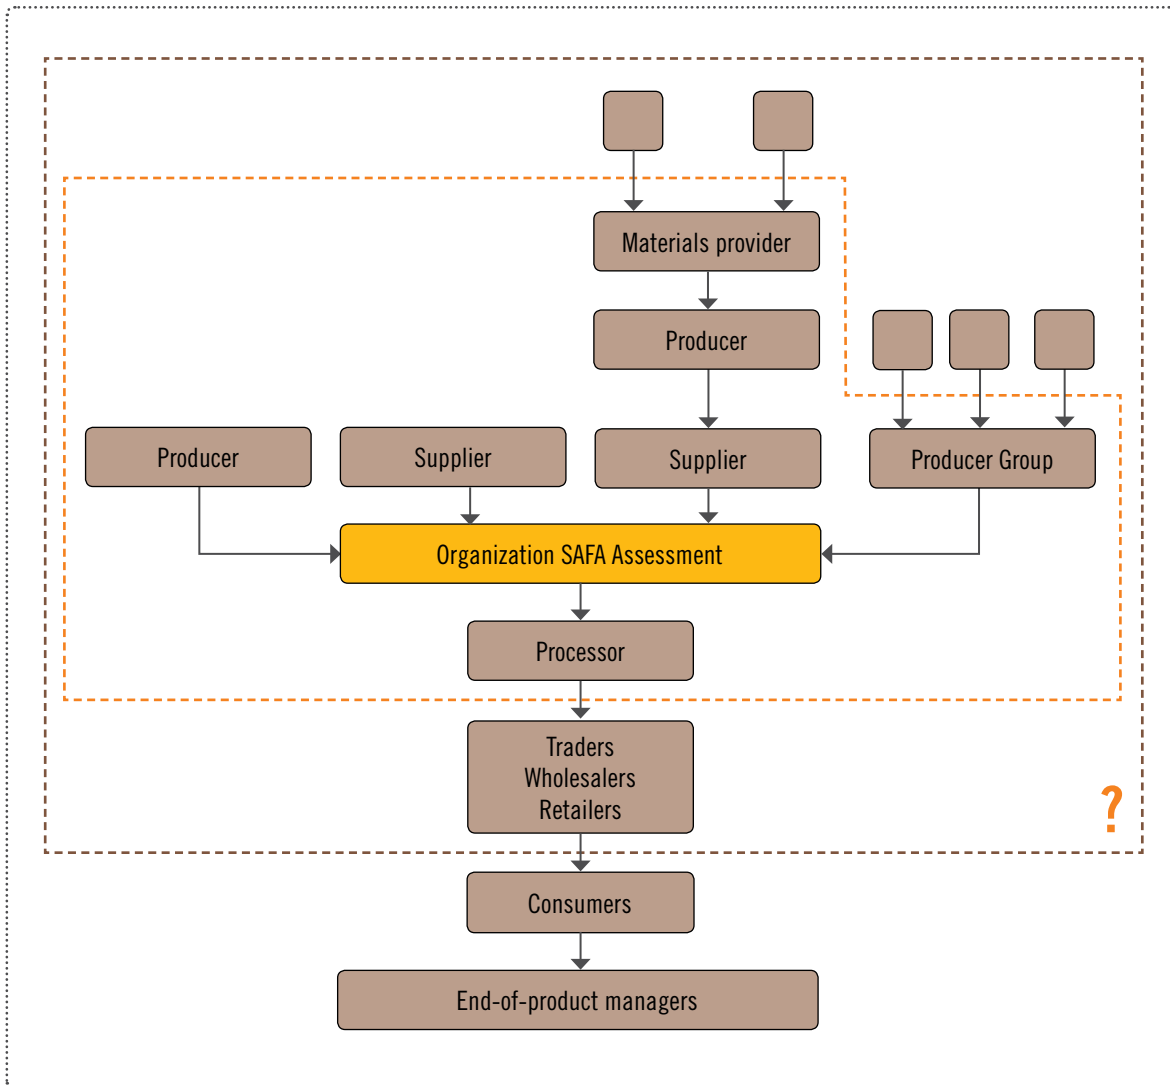 Materials provider
Producer
Producer
Supplier
Supplier
Producer Group
Organization SAFA Assessment
Processor
Traders
Wholesalers
Retailers
?
Consumers
End-of-product managers